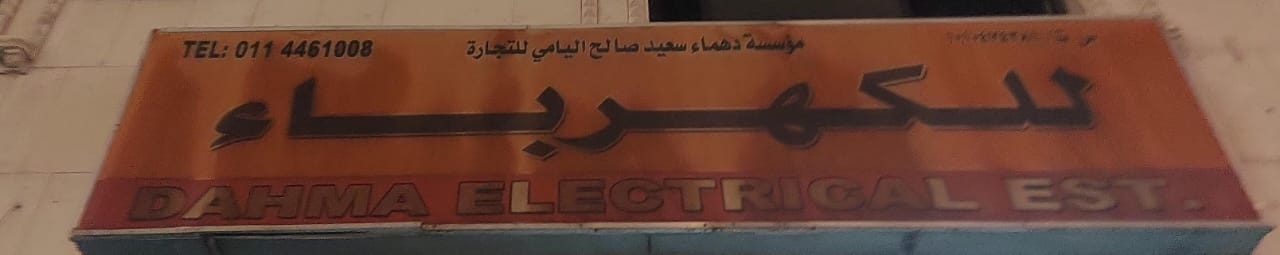 TEL: 011 4461008 مؤسسة دهماء سعيد صالح اليامي للتجارة
للكهرباء
DAHMA ELECTRICAL EST.